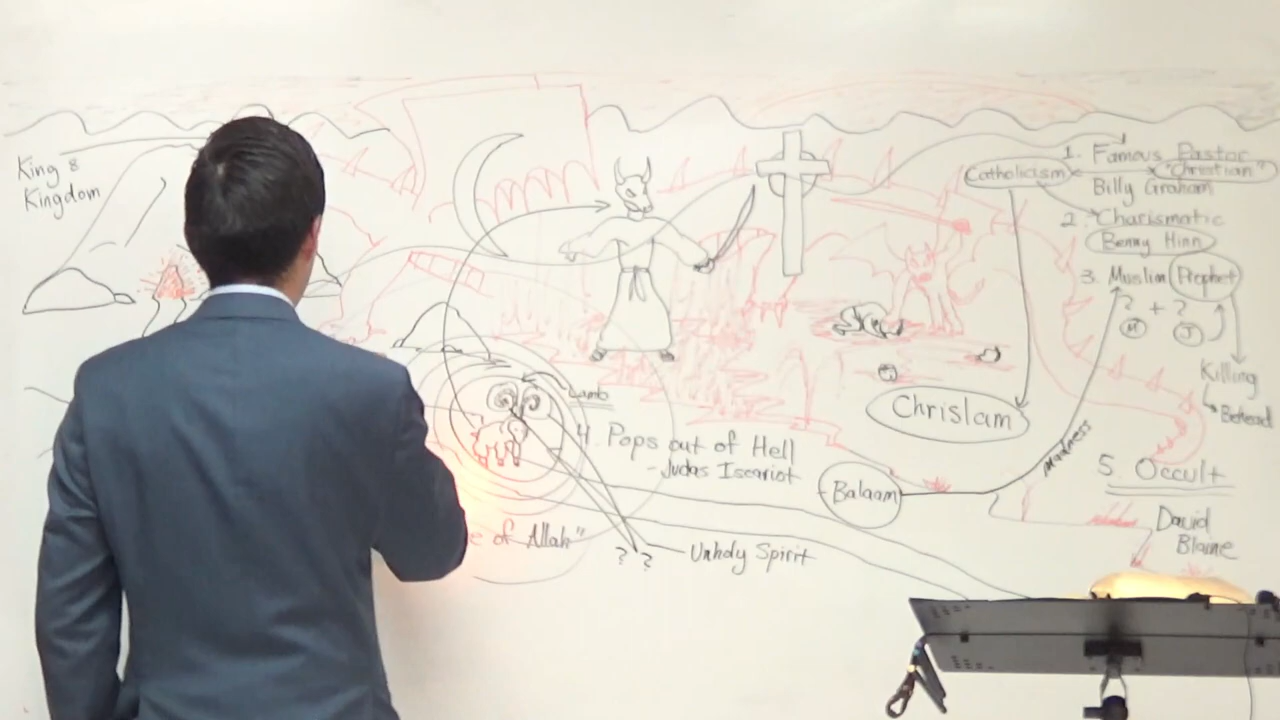 King &
Kingdom
1. Famous Pastor
Catholicism
"Christian"
Billy Graham
2. Charismatic
Benny Hinn
3. Muslim Prophet
? + ?
M J
Killing
Behead
Lamb
Chrislam
4. Pops out of Hell
- Judas Iscariot
Balaam
Madness
5. Occult
David
Blaine
e of Allah"
? ?
Unholy Spirit